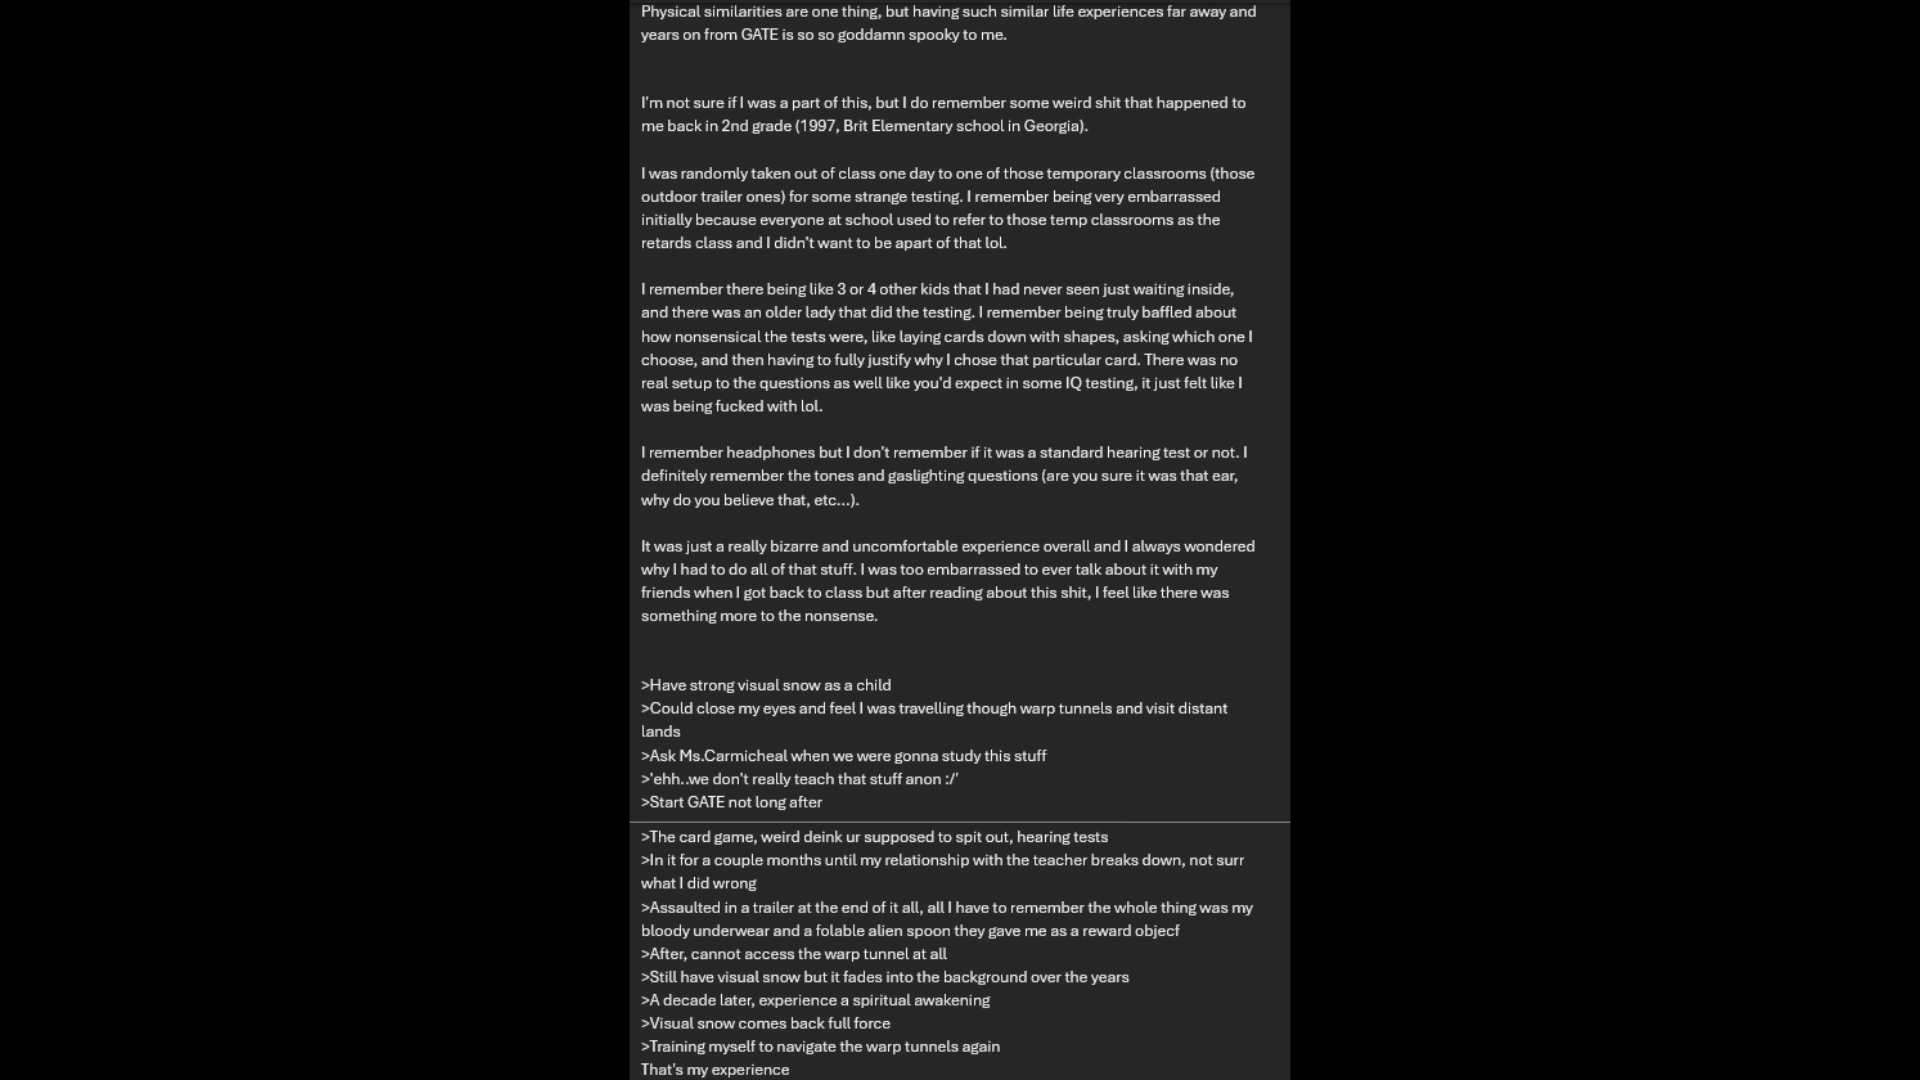 Physical similarities are one thing, but having such similar life experiences far away and
years on from GATE is so so goddamn spooky to me.
I'm not sure if I was a part of this, but I do remember some weird shit that happened to
me back in 2nd grade (1997, Brit Elementary school in Georgia).
I was randomly taken out of class one day to one of those temporary classrooms (those
outdoor trailer ones) for some strange testing. I remember being very embarrassed
initially because everyone at school used to refer to those temp classrooms as the
retards class and I didn't want to be apart of that lol.
I remember there being like 3 or 4 other kids that I had never seen just waiting inside,
and there was an older lady that did the testing. I remember being truly baffled about
how nonsensical the tests were, like laying cards down with shapes, asking which one I
choose, and then having to fully justify why I chose that particular card. There was no
real setup to the questions as well like you'd expect in some IQ testing, it just felt like I
was being fucked with lol.
I remember headphones but I don't remember if it was a standard hearing test or not. I
definitely remember the tones and gaslighting questions (are you sure it was that ear,
why do you believe that, etc...).
It was just a really bizarre and uncomfortable experience overall and I always wondered
why I had to do all of that stuff. I was too embarrassed to ever talk about it with my
friends when I got back to class but after reading about this shit, I feel like there was
something more to the nonsense.
>Have strong visual snow as a child
>Could close my eyes and feel I was travelling though warp tunnels and visit distant
lands
>Ask Ms.Carmicheal when we were gonna study this stuff
>'ehh..we don't really teach that stuff anon :/'
>Start GATE not long after
>The card game, weird deink ur supposed to spit out, hearing tests
>In it for a couple months until my relationship with the teacher breaks down, not surr
what I did wrong
>Assaulted in a trailer at the end of it all, all I have to remember the whole thing was my
bloody underwear and a folable alien spoon they gave me as a reward objecf
>After, cannot access the warp tunnel at all
>Still have visual snow but it fades into the background over the years
>A decade later, experience a spiritual awakening
>Visual snow comes back full force
>Training myself to navigate the warp tunnels again
That's my experience